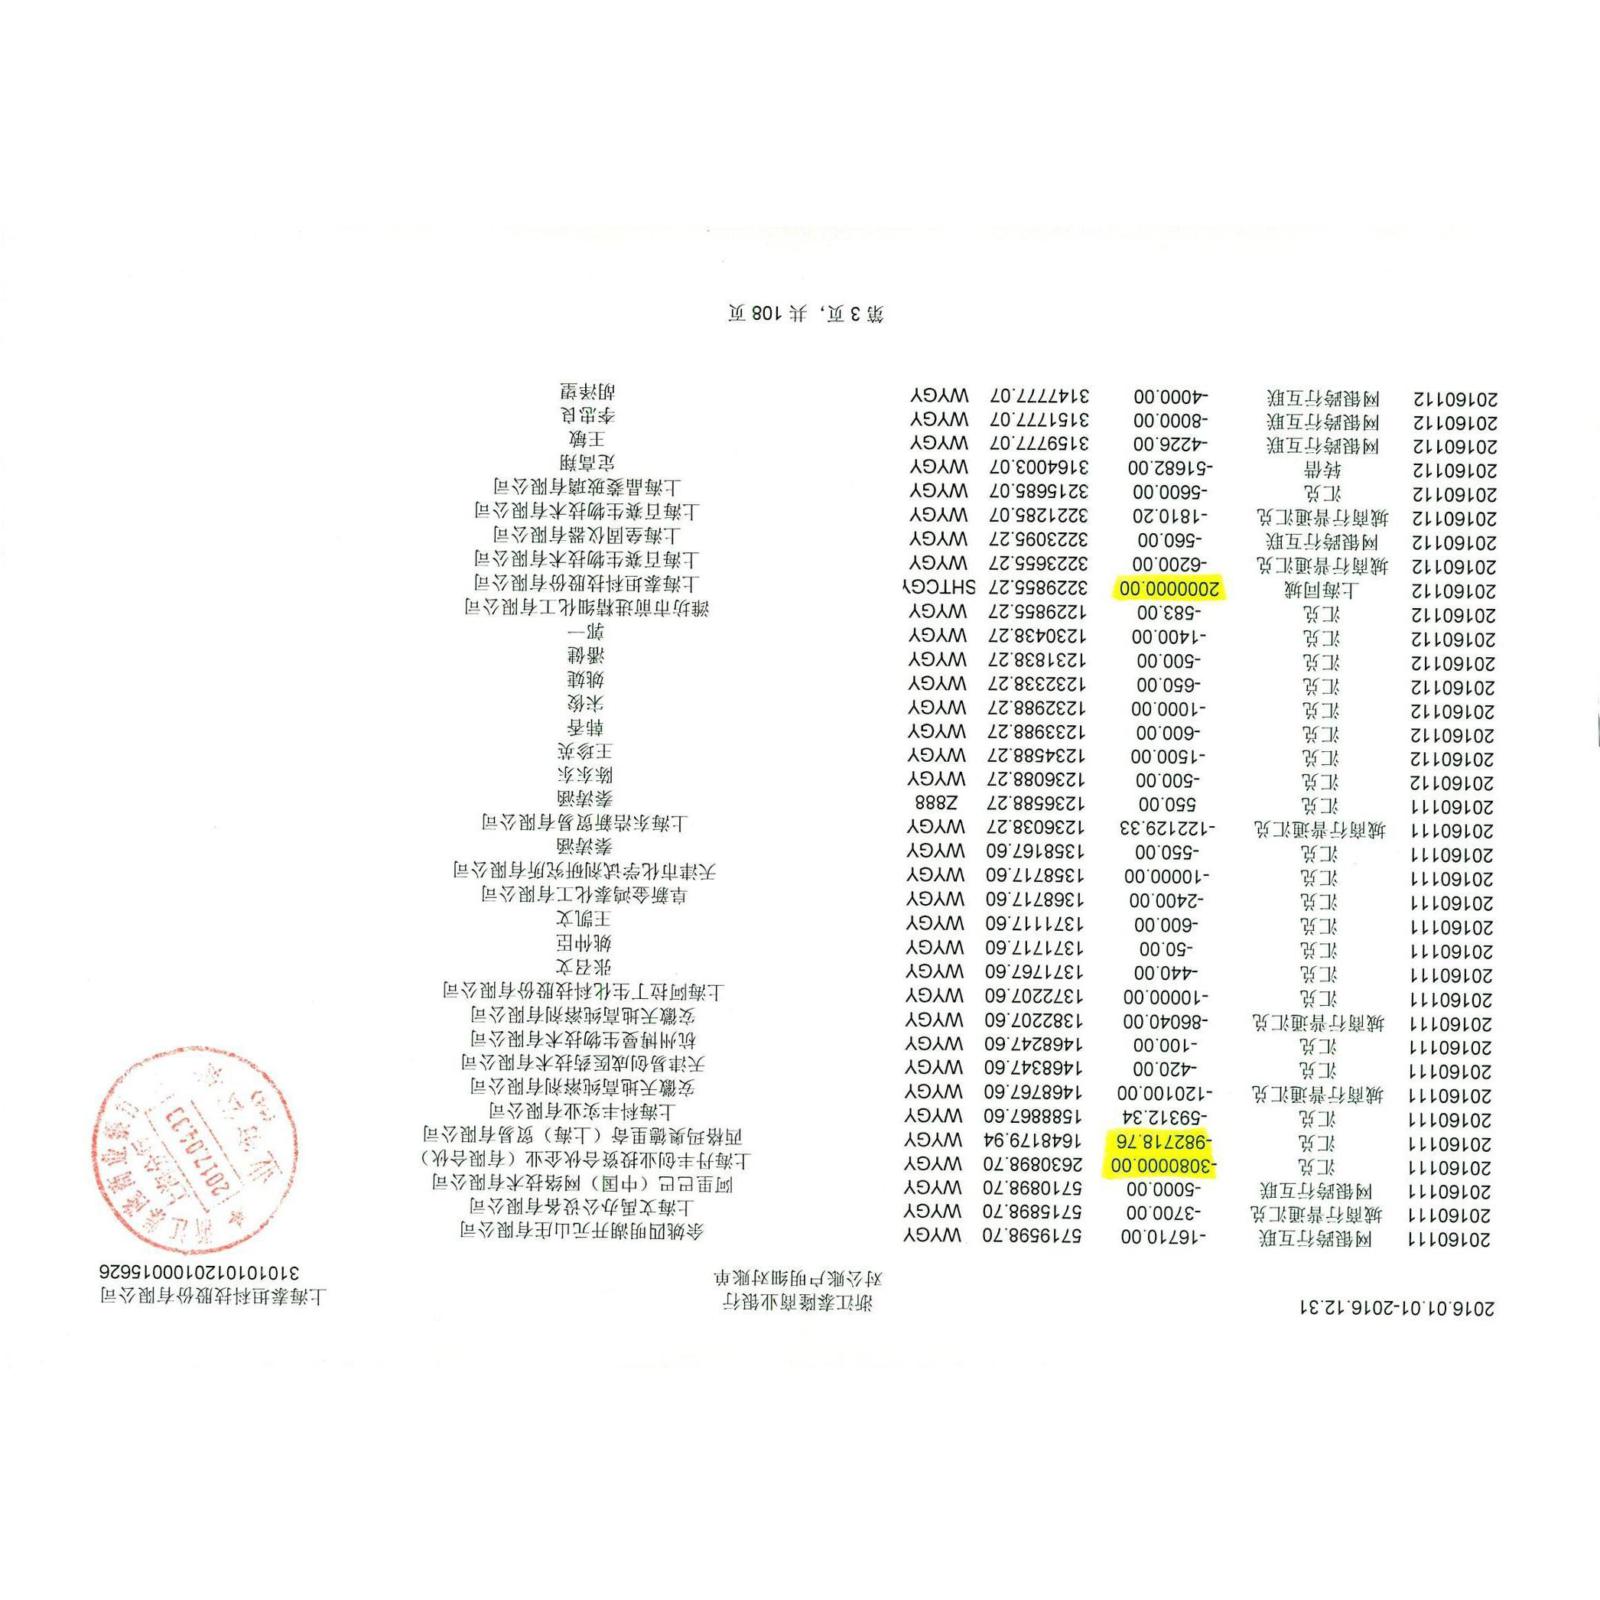 2016.01.01-2016.12.31 浙江泰隆商业银行 上海泰坦科技股份有限公司
对公账户明细对账单 31010101201000015626
20160111 网银跨行互联 -16710.00 5719598.70 WYGY 余姚四明湖开元山庄有限公司
20160111 城商行普通汇兑 -3700.00 5715898.70 WYGY 上海文禹办公设备有限公司
20160111 网银跨行互联 -5000.00 5710898.70 WYGY 阿里巴巴（中国）网络技术有限公司
20160111 汇兑 -3080000.00 2630898.70 WYGY 上海丹丰创业投资合伙企业（有限合伙）
20160111 汇兑 -982718.76 1648179.94 WYGY 西格玛奥德里奇（上海）贸易有限公司
20160111 汇兑 -59312.34 1588867.60 WYGY 上海科丰实业有限公司
20160111 城商行普通汇兑 -120100.00 1468767.60 WYGY 安徽天地高纯溶剂有限公司
20160111 汇兑 -420.00 1468347.60 WYGY 天津易创成医药技术有限公司
20160111 汇兑 -100.00 1468247.60 WYGY 杭州博曼生物技术有限公司
20160111 城商行普通汇兑 -86040.00 1382207.60 WYGY 安徽天地高纯溶剂有限公司
20160111 汇兑 -10000.00 1372207.60 WYGY 上海阿拉丁生化科技股份有限公司
20160111 汇兑 -440.00 1371767.60 WYGY 张召文
20160111 汇兑 -50.00 1371717.60 WYGY 姚仲臣
20160111 汇兑 -600.00 1371117.60 WYGY 王凯文
20160111 汇兑 -2400.00 1368717.60 WYGY 阜新金鸿泰化工有限公司
20160111 汇兑 -10000.00 1358717.60 WYGY 天津市化学试剂研究所有限公司
20160111 汇兑 -550.00 1358167.60 WYGY 秦涛涵
20160111 城商行普通汇兑 -122129.33 1236038.27 WYGY 上海东浩新贸易有限公司
20160111 汇兑 550.00 1236588.27 Z888 秦涛涵
20160112 汇兑 -500.00 1236088.27 WYGY 陈东东
20160112 汇兑 -1500.00 1234588.27 WYGY 王珍英
20160112 汇兑 -600.00 1233988.27 WYGY 韩香
20160112 汇兑 -1000.00 1232988.27 WYGY 宋俊
20160112 汇兑 -650.00 1232338.27 WYGY 姚婕
20160112 汇兑 -500.00 1231838.27 WYGY 潘健
20160112 汇兑 -1400.00 1230438.27 WYGY 郭一
20160112 汇兑 -583.00 1229855.27 WYGY 潍坊市前进精细化工有限公司
20160112 上海同城 2000000.00 3229855.27 SHTCGY 上海泰坦科技股份有限公司
20160112 城商行普通汇兑 -6200.00 3223655.27 WYGY 上海百赛生物技术有限公司
20160112 网银跨行互联 -560.00 3223095.27 WYGY 上海垒固仪器有限公司
20160112 城商行普通汇兑 -1810.20 3221285.07 WYGY 上海百赛生物技术有限公司
20160112 汇兑 -5600.00 3215685.07 WYGY 上海晶菱玻璃有限公司
20160112 转借 -51682.00 3164003.07 WYGY 定高翔
20160112 网银跨行互联 -4226.00 3159777.07 WYGY 王敏
20160112 网银跨行互联 -8000.00 3151777.07 WYGY 李忠良
20160112 网银跨行互联 -4000.00 3147777.07 WYGY 胡泽望
第 3 页，共 108 页